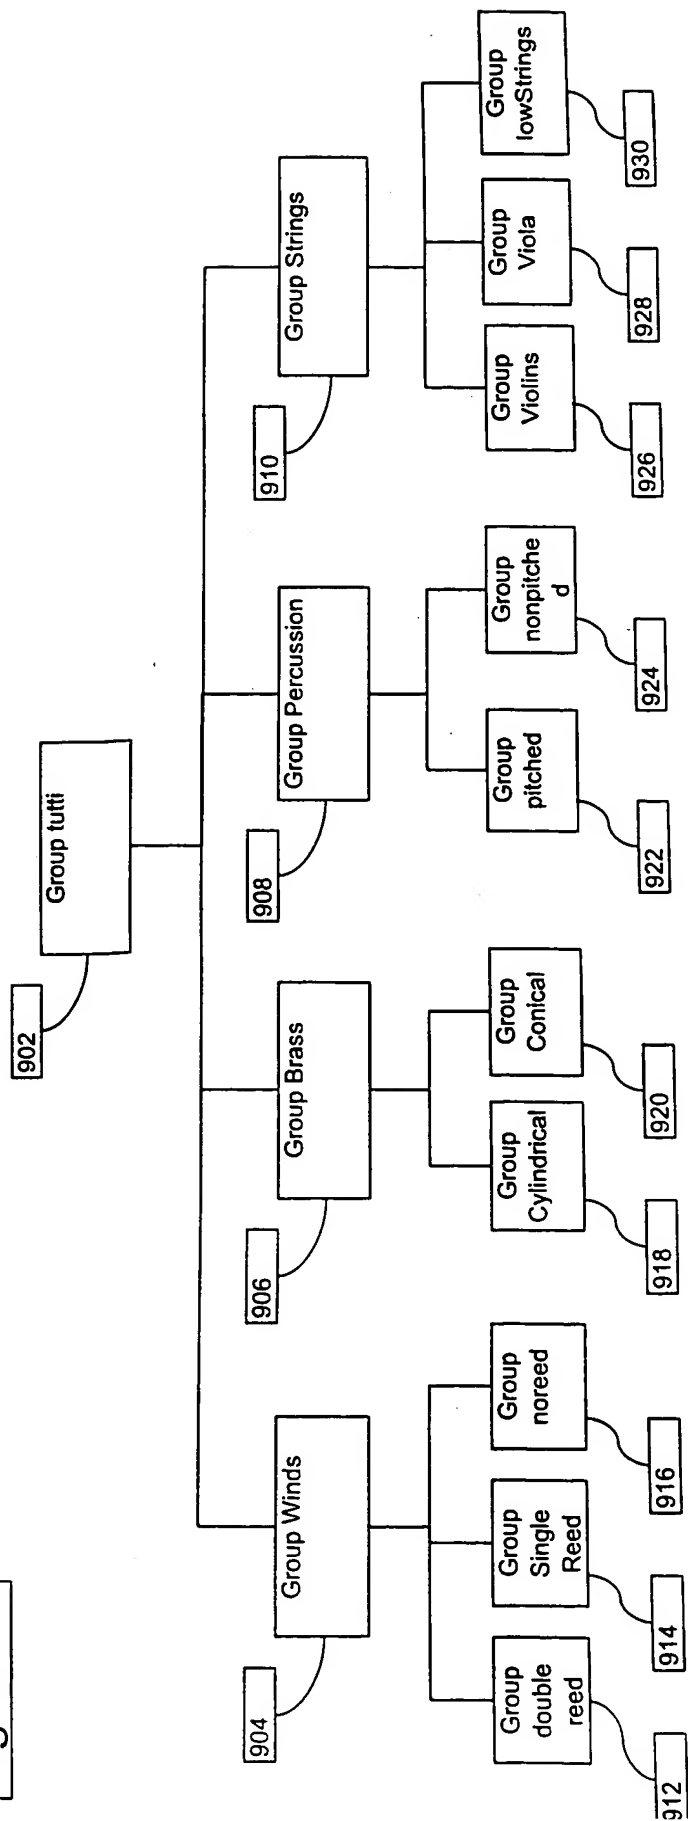 902
Group tutti
904
Group Winds
906
Group Brass
908
Group Percussion
910
Group Strings
Group
double
reed
Group
Single
Reed
Group
noreed
Group
Cylindrical
Group
Conical
Group
pitched
Group
nonpitche
d
Group
Violins
Group
Viola
Group
lowStrings
912
914
916
918
920
922
924
926
928
930